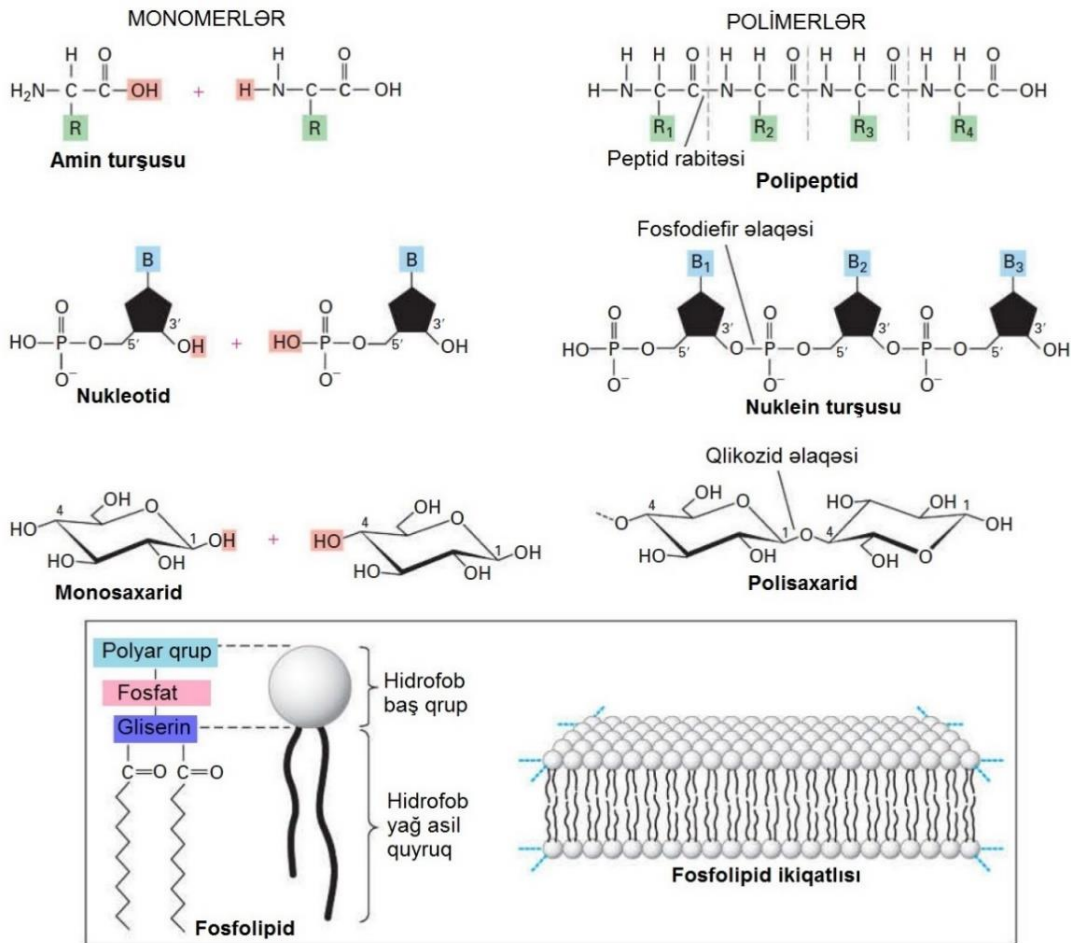 MONOMERLƏR
POLİMERLƏR
H O
H₂N—C—C—OH
R
+
H H O
H—N—C—C—OH
R
Amin turşusu
H H O H H O H H O H H O
H—N—C—C—N—C—C—N—C—C—N—C—C—OH
R₁ R₂ R₃ R₄
Peptid rabitəsi
Polipeptid
Fosfodiefir əlaqəsi
B
O
HO—P—O—5′ 3′ OH
O⁻
Nukleotid
+
B
O
HO—P—O—5′ 3′ OH
O⁻
B₁ B₂ B₃
O O O
HO—P—O—5′ 3′ O—P—O—5′ 3′ O—P—O—5′ 3′ OH
O⁻ O⁻ O⁻
Nuklein turşusu
Qlikozid əlaqəsi
OH
4 O
HO 1 OH
HO OH
Monosaxarid
+
OH
4 O
HO 1 OH
HO OH
OH HO OH
4 O 1
O 1 O 4 OH
HO OH OH O
Polisaxarid
Polyar qrup
Fosfat
Gliserin
C=O C=O
Fosfolipid
Hidrofob
baş qrup
Hidrofob
yağ asil
quyruq
Fosfolipid ikiqatlısı